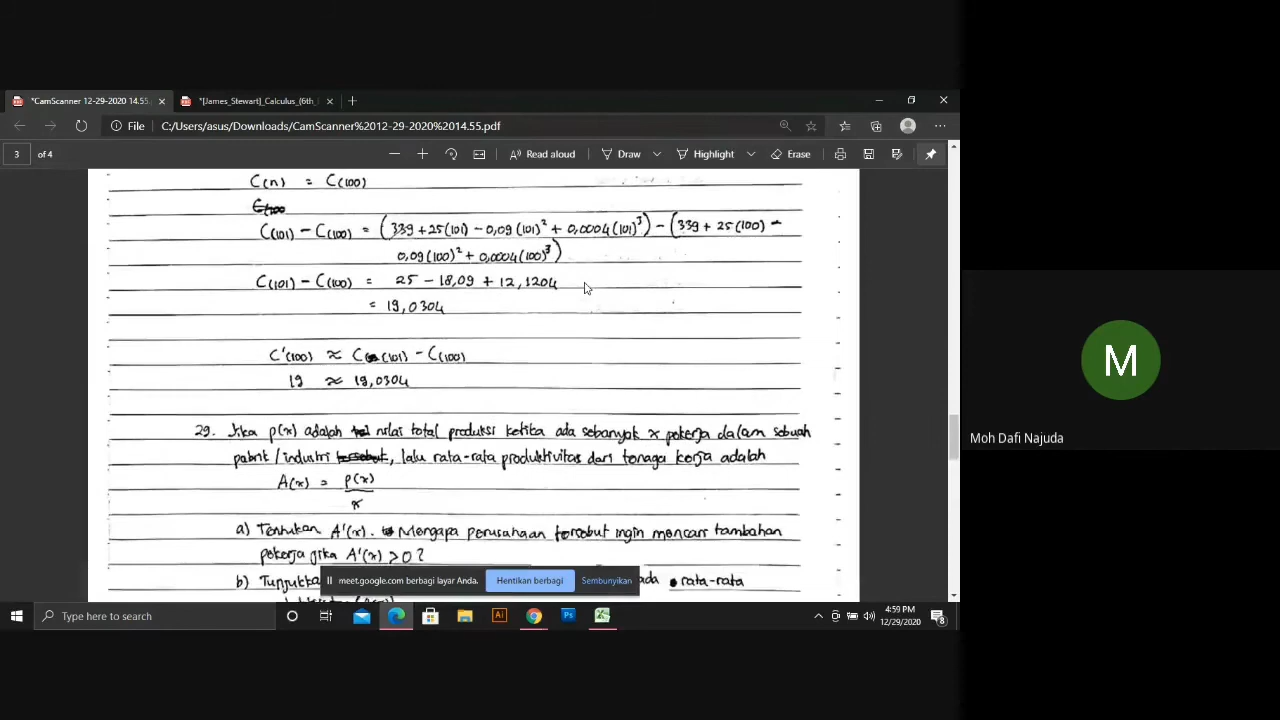 *CamScanner 12-29-2020 14.55.
*[James_Stewart]_Calculus_(6th_
File
C:/Users/asus/Downloads/CamScanner%2012-29-2020%2014.55.pdf
3 of 4
Read aloud
Draw
Highlight
Erase
C(n) = C(100)
C(101) - C(100) = (339 + 25(101) - 0,09(101)² + 0,0004(101)³) - (339 + 25(100) -
0,09(100)² + 0,0004(100)³)
C(101) - C(100) = 25 - 18,09 + 12,1204
= 19,0304
C'(100) ≈ C(101) - C(100)
19 ≈ 19,0304
29. Jika p(x) adalah nilai total produksi ketika ada sebanyak x pekerja dalam sebuah
pabrik / industri tersebut, lalu rata-rata produktivitas dari tenaga kerja adalah
A(x) = p(x)
x
a) Tentukan A'(x). Mengapa perusahaan tersebut ingin mencari tambahan
pekerja jika A'(x) > 0?
b) rata-rata
meet.google.com berbagi layar Anda.
Hentikan berbagi
Sembunyikan
M
Moh Dafi Najuda
Type here to search
4:59 PM
12/29/2020
8